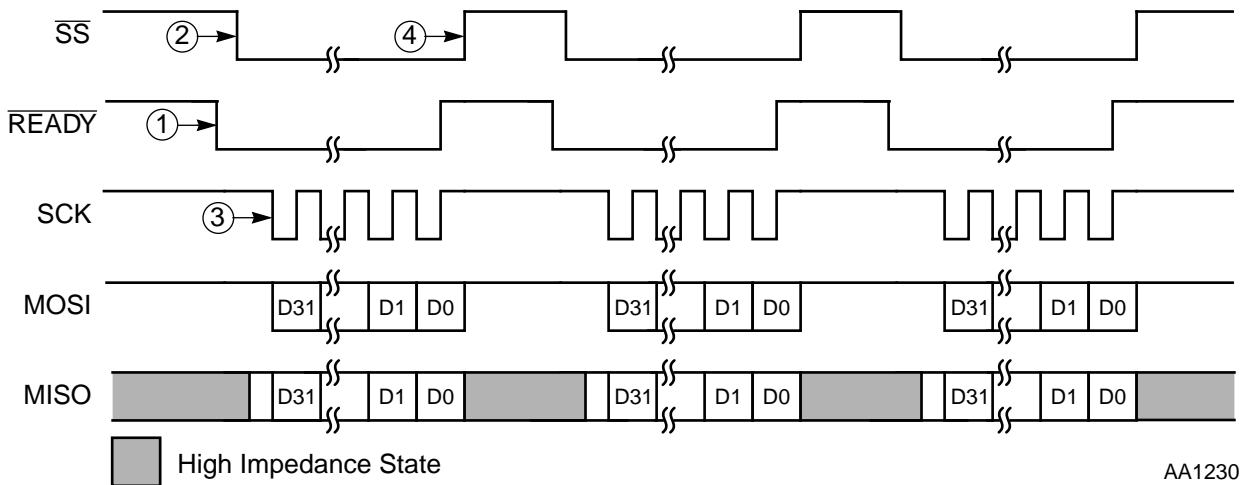 SS
2
4
READY
1
SCK
3
MOSI
D31 D1 D0 D31 D1 D0 D31 D1 D0
MISO
D31 D1 D0 D31 D1 D0 D31 D1 D0
High Impedance State
AA1230